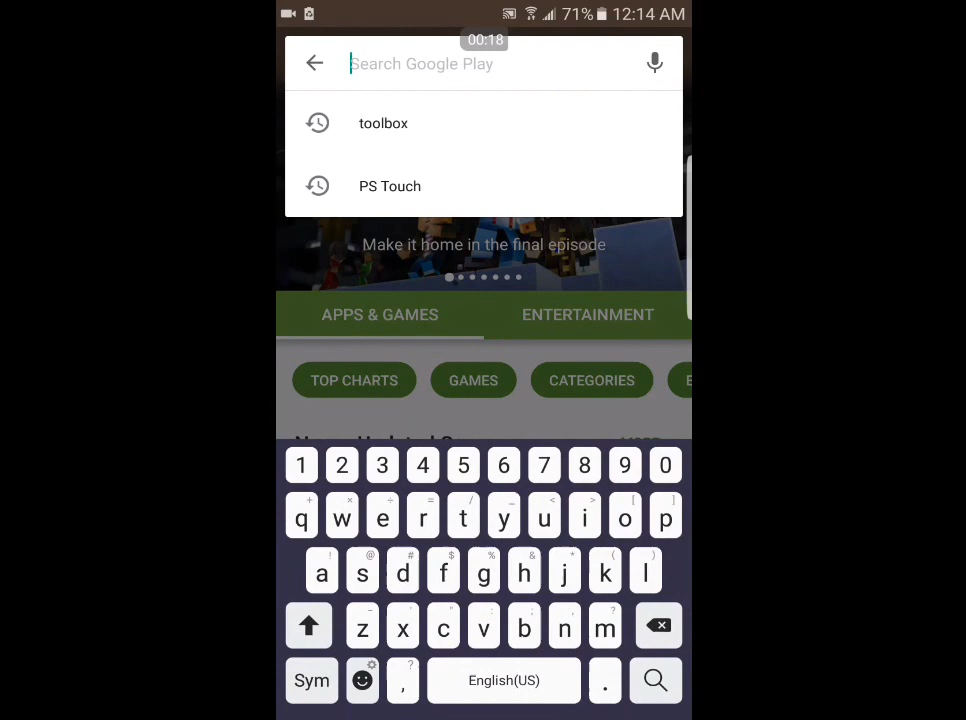 71% 12:14 AM
00:18
Search Google Play
toolbox
PS Touch
Make it home in the final episode
APPS & GAMES ENTERTAINMENT
TOP CHARTS GAMES CATEGORIES
1 2 3 4 5 6 7 8 9 0
+ × ÷ = / _ < > [ ]
q w e r t y u i o p
! @ # $ % & * ( )
a s d f g h j k l
- ' " : ; , ?
z x c v b n m
?
Sym , English(US) .